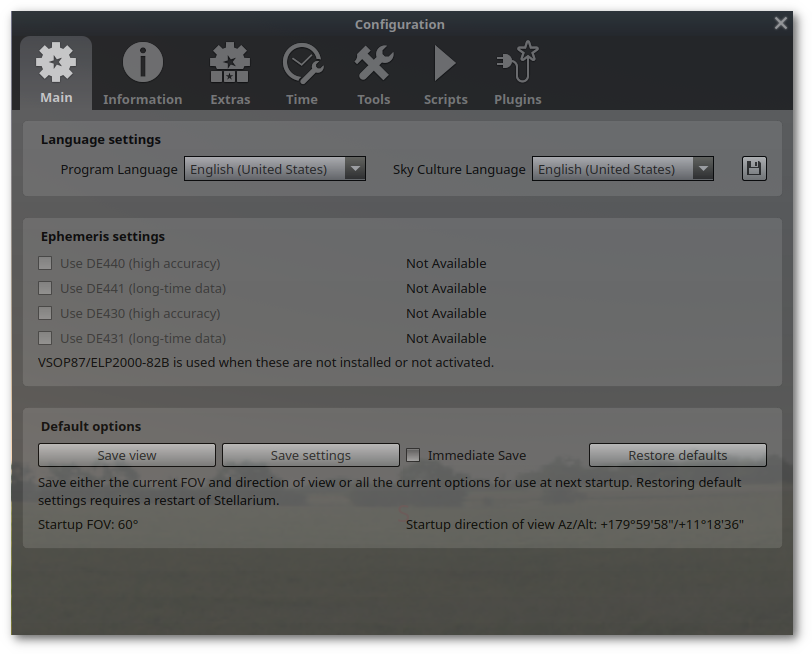 Configuration
Main Information Extras Time Tools Scripts Plugins
Language settings
Program Language English (United States) Sky Culture Language English (United States)
Ephemeris settings
Use DE440 (high accuracy) Not Available
Use DE441 (long-time data) Not Available
Use DE430 (high accuracy) Not Available
Use DE431 (long-time data) Not Available
VSOP87/ELP2000-82B is used when these are not installed or not activated.
Default options
Save view Save settings Immediate Save Restore defaults
Save either the current FOV and direction of view or all the current options for use at next startup. Restoring default
settings requires a restart of Stellarium.
Startup FOV: 60° Startup direction of view Az/Alt: +179°59'58"/+11°18'36"